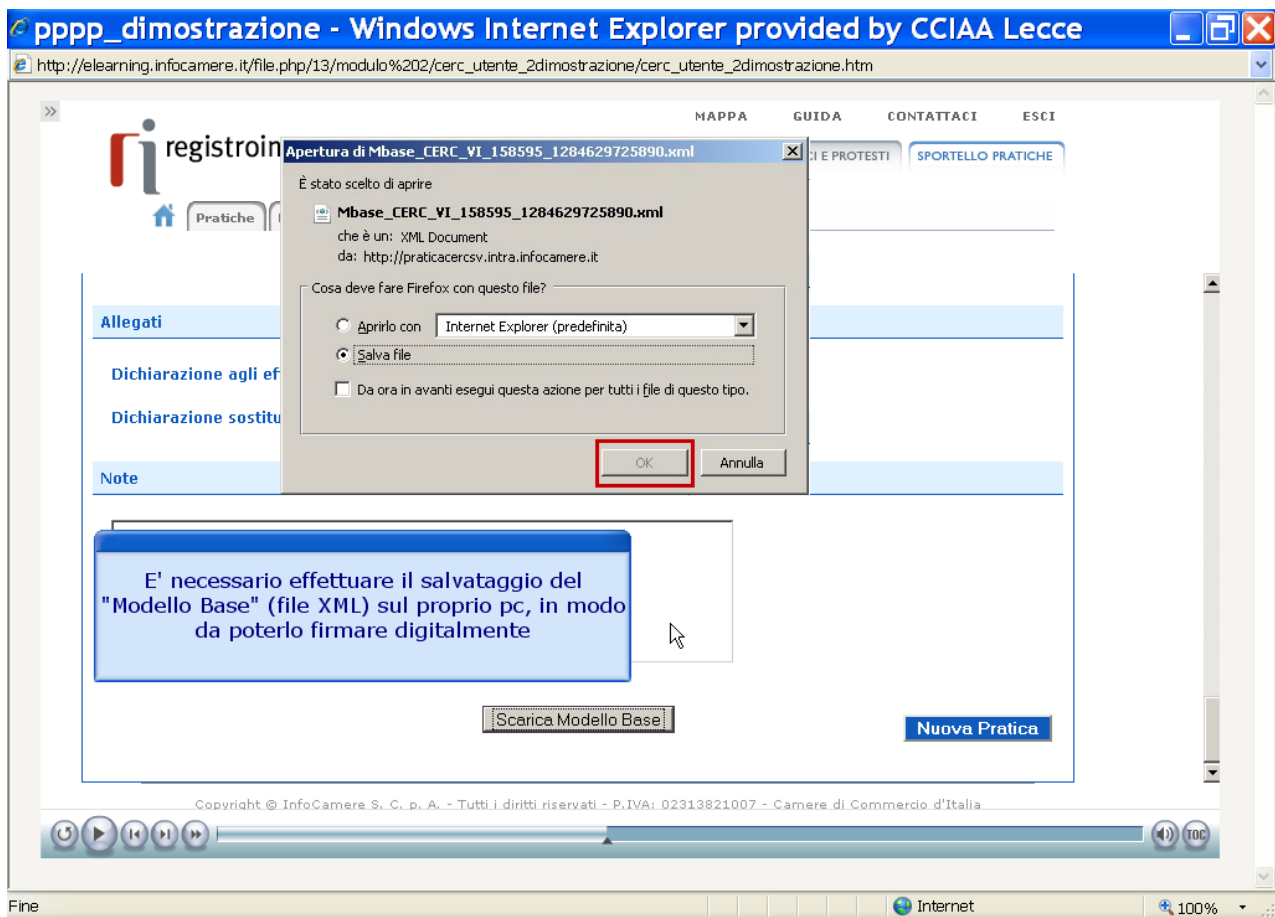 pppp_dimostrazione - Windows Internet Explorer provided by CCIAA Lecce
http://elearning.infocamere.it/file.php/13/modulo%202/cerc_utente_2dimostrazione/cerc_utente_2dimostrazione.htm
MAPPA GUIDA CONTATTACI ESCI
registroin
I E PROTESTI SPORTELLO PRATICHE
Pratiche
Apertura di Mbase_CERC_VI_158595_1284629725890.xml
È stato scelto di aprire
Mbase_CERC_VI_158595_1284629725890.xml
che è un: XML Document
da: http://praticacercsv.intra.infocamere.it
Cosa deve fare Firefox con questo file?
Aprirlo con Internet Explorer (predefinita)
Salva file
Da ora in avanti esegui questa azione per tutti i file di questo tipo.
OK Annulla
Allegati
Dichiarazione agli ef
Dichiarazione sostitu
Note
E' necessario effettuare il salvataggio del
"Modello Base" (file XML) sul proprio pc, in modo
da poterlo firmare digitalmente
Scarica Modello Base
Nuova Pratica
Copyright © InfoCamere S. C. p. A. - Tutti i diritti riservati - P.IVA: 02313821007 - Camere di Commercio d'Italia
TOC
Fine Internet 100%